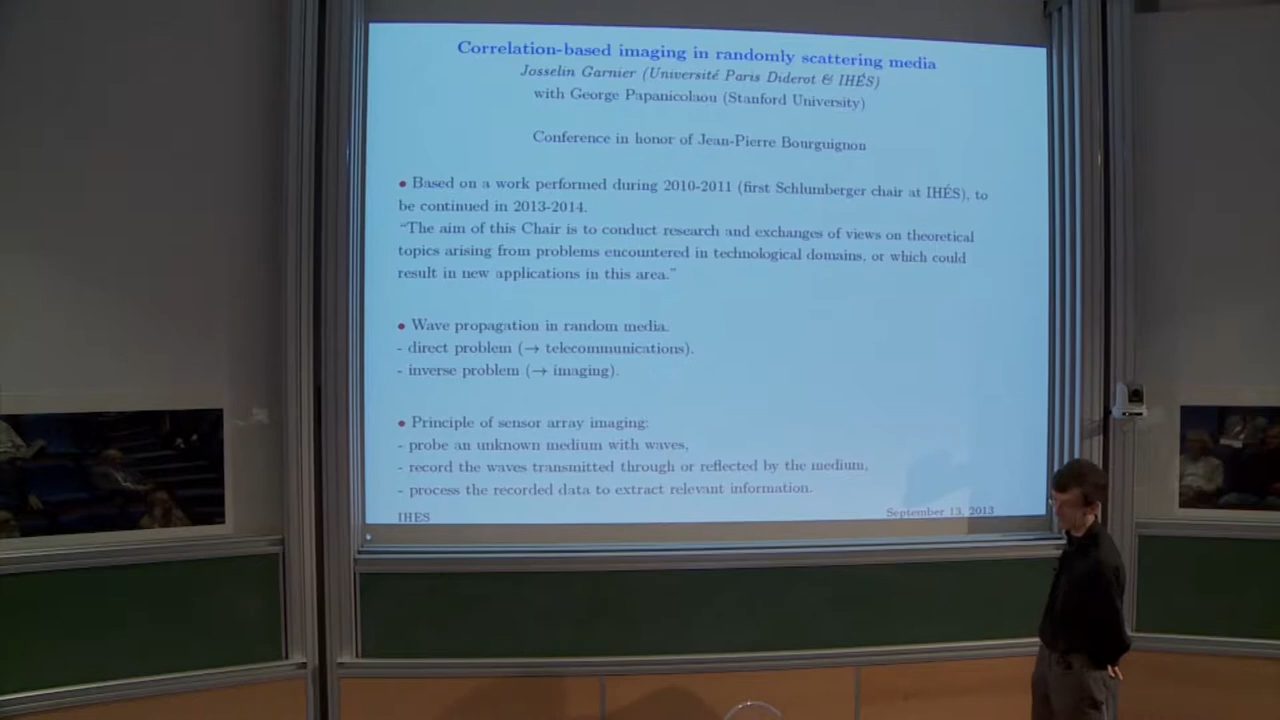 Correlation-based imaging in randomly scattering media
Josselin Garnier (Université Paris Diderot & IHÉS)
with George Papanicolaou (Stanford University)
Conference in honor of Jean-Pierre Bourguignon
• Based on a work performed during 2010-2011 (first Schlumberger chair at IHÉS), to
be continued in 2013-2014.
“The aim of this Chair is to conduct research and exchanges of views on theoretical
topics arising from problems encountered in technological domains, or which could
result in new applications in this area.”
• Wave propagation in random media.
- direct problem (→ telecommunications).
- inverse problem (→ imaging).
• Principle of sensor array imaging:
- probe an unknown medium with waves,
- record the waves transmitted through or reflected by the medium,
- process the recorded data to extract relevant information.
IHES
September 13, 2013